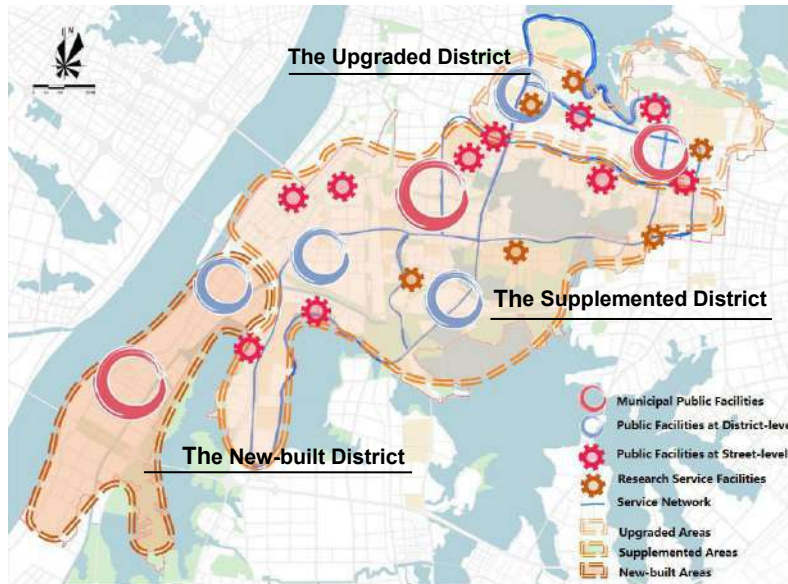 N
The Upgraded District
The Supplemented District
The New-built District
Municipal Public Facilities
Public Facilities at District-leve
Public Facilities at Street-level
Research Service Facilities
Service Network
Upgraded Areas
Supplemented Areas
New-built Areas